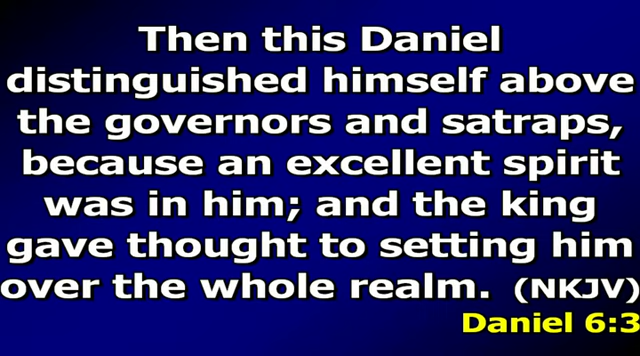 Then this Daniel
distinguished himself above
the governors and satraps,
because an excellent spirit
was in him; and the king
gave thought to setting him
over the whole realm. (NKJV)
Daniel 6:3